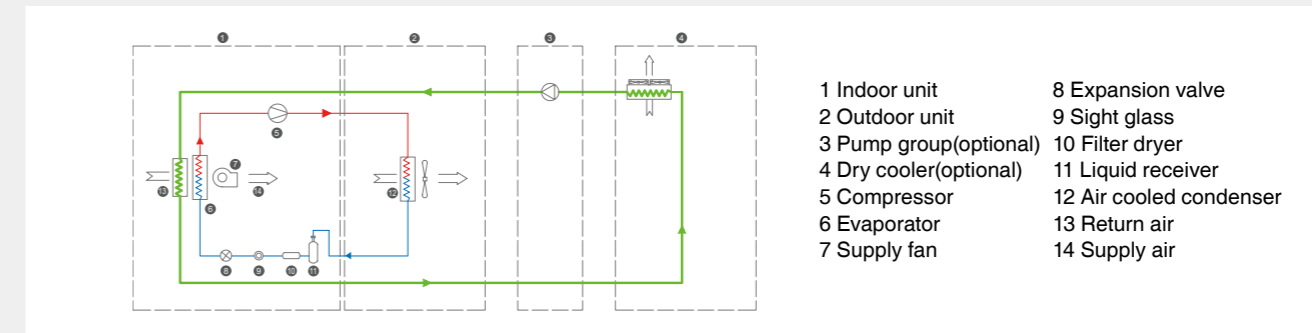 1 2 3 4
5
7
13 14 12
6
8 9 10 11
1 Indoor unit
2 Outdoor unit
3 Pump group(optional)
4 Dry cooler(optional)
5 Compressor
6 Evaporator
7 Supply fan
8 Expansion valve
9 Sight glass
10 Filter dryer
11 Liquid receiver
12 Air cooled condenser
13 Return air
14 Supply air